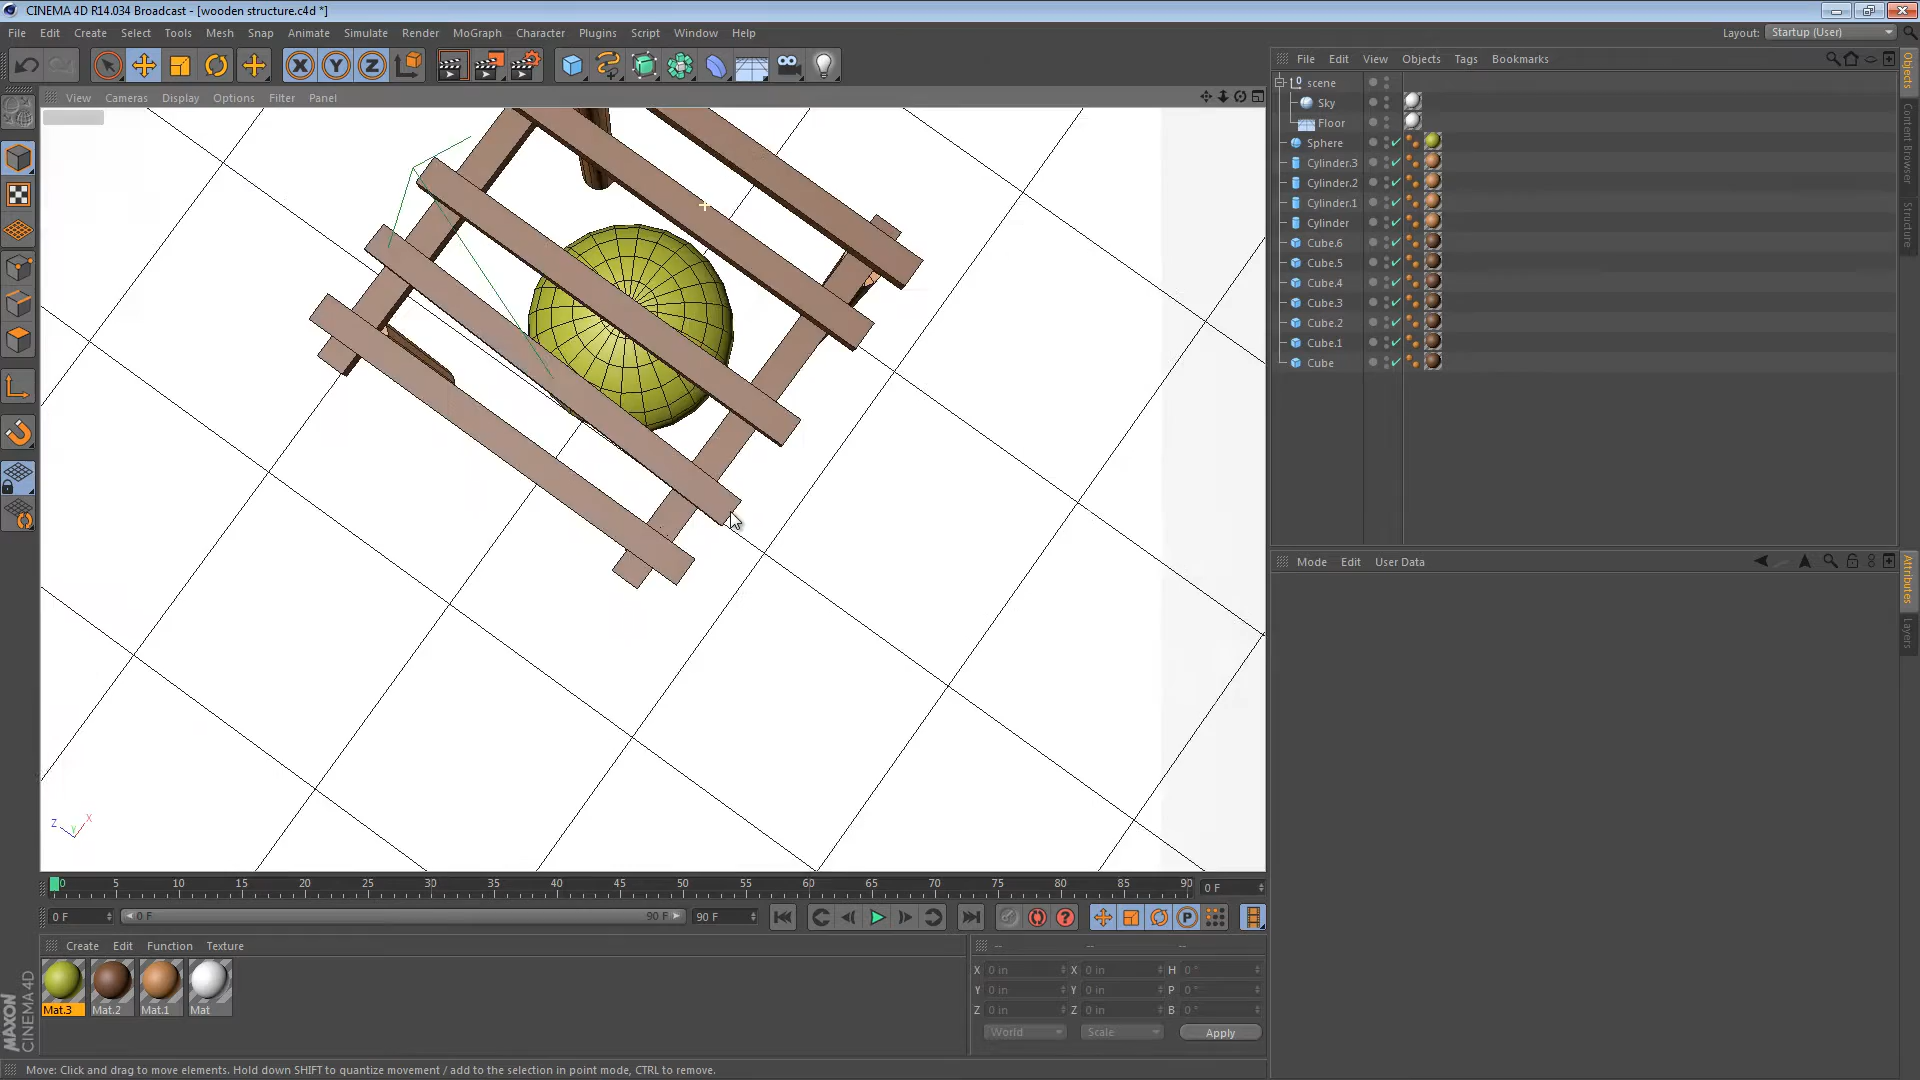 CINEMA 4D R14.034 Broadcast - [wooden structure.c4d *]
File Edit Create Select Tools Mesh Snap Animate Simulate Render MoGraph Character Plugins Script Window Help
Layout: Startup (User)
View Cameras Display Options Filter Panel
File Edit View Objects Tags Bookmarks
scene
Sky
Floor
Sphere
Cylinder.3
Cylinder.2
Cylinder.1
Cylinder
Cube.6
Cube.5
Cube.4
Cube.3
Cube.2
Cube.1
Cube
Objects
Content Browser
Structure
Mode Edit User Data
Attributes
Layers
Z Y X
0 5 10 15 20 25 30 35 40 45 50 55 60 65 70 75 80 85 90 0 F
0 F 0 F 90 F 90 F
Create Edit Function Texture
Mat.3 Mat.2 Mat.1 Mat
-- -- --
X 0 in X 0 in H 0 °
Y 0 in Y 0 in P 0 °
Z 0 in Z 0 in B 0 °
World Scale Apply
MAXON
CINEMA 4D
Move: Click and drag to move elements. Hold down SHIFT to quantize movement / add to the selection in point mode, CTRL to remove.